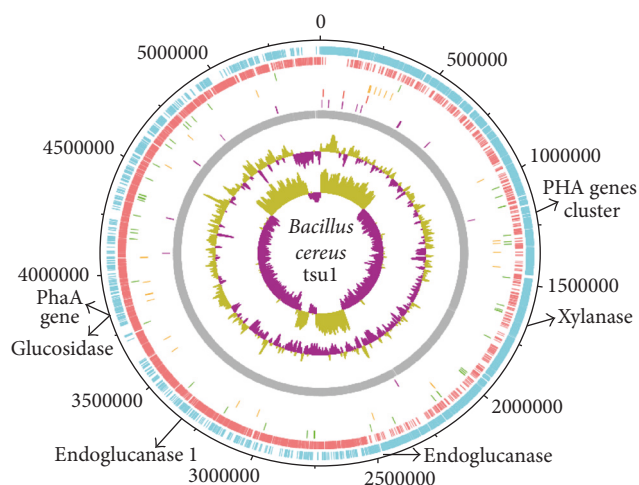 0
500000
1000000
PHA genes
cluster
1500000
Xylanase
2000000
Endoglucanase
2500000
3000000
Endoglucanase 1
3500000
Glucosidase
PhaA
gene
4000000
4500000
5000000
Bacillus
cereus
tsu1